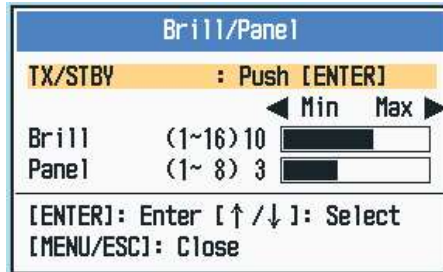 Brill/Panel
TX/STBY : Push [ENTER]
◀ Min Max ▶
Brill (1~16) 10
Panel (1~ 8) 3
[ENTER]: Enter [↑/↓]: Select
[MENU/ESC]: Close